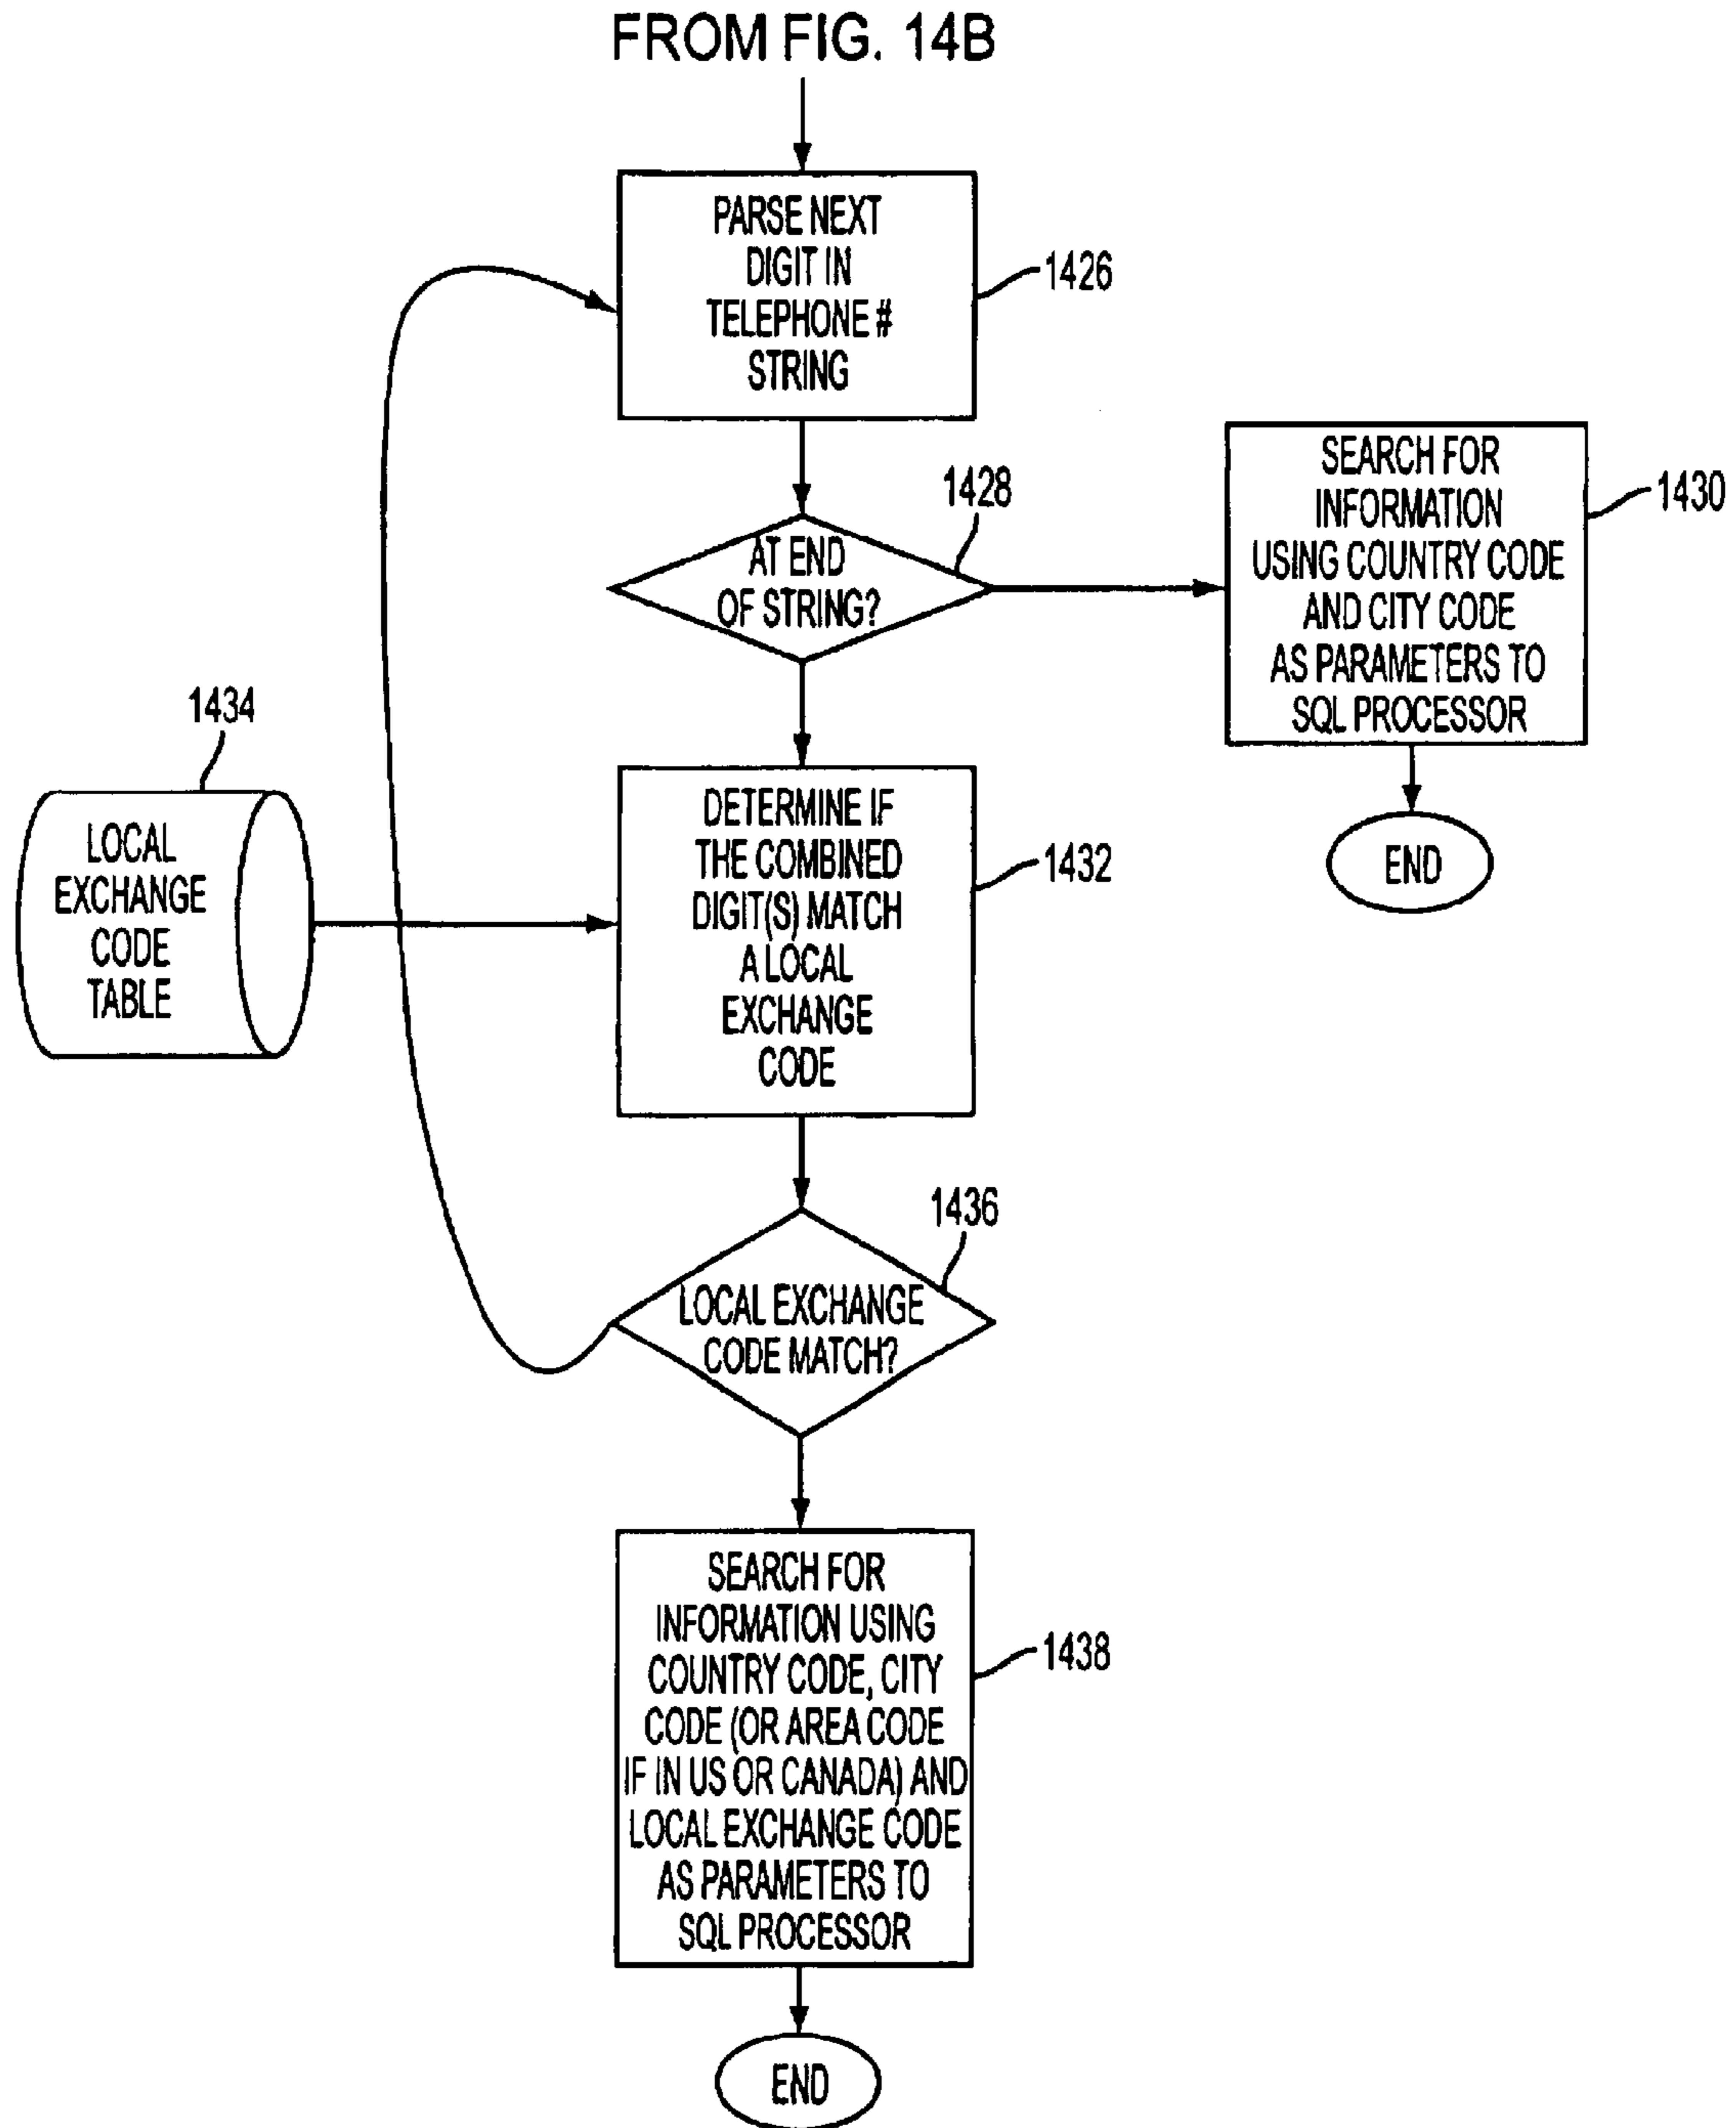 FROM FIG. 14B
PARSE NEXT
DIGIT IN
TELEPHONE #
STRING
1426
AT END
OF STRING?
1428
SEARCH FOR
INFORMATION
USING COUNTRY CODE
AND CITY CODE
AS PARAMETERS TO
SQL PROCESSOR
1430
END
1434
LOCAL
EXCHANGE
CODE
TABLE
DETERMINE IF
THE COMBINED
DIGIT(S) MATCH
A LOCAL
EXCHANGE
CODE
1432
1436
LOCAL EXCHANGE
CODE MATCH?
SEARCH FOR
INFORMATION USING
COUNTRY CODE, CITY
CODE (OR AREA CODE
IF IN US OR CANADA) AND
LOCAL EXCHANGE CODE
AS PARAMETERS TO
SQL PROCESSOR
1438
END